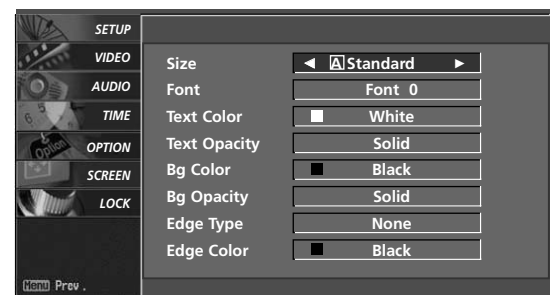 SETUP
VIDEO
AUDIO
TIME
Option OPTION
SCREEN
LOCK
Menu Prev .
Size ◄ A Standard ►
Font Font 0
Text Color White
Text Opacity Solid
Bg Color Black
Bg Opacity Solid
Edge Type None
Edge Color Black